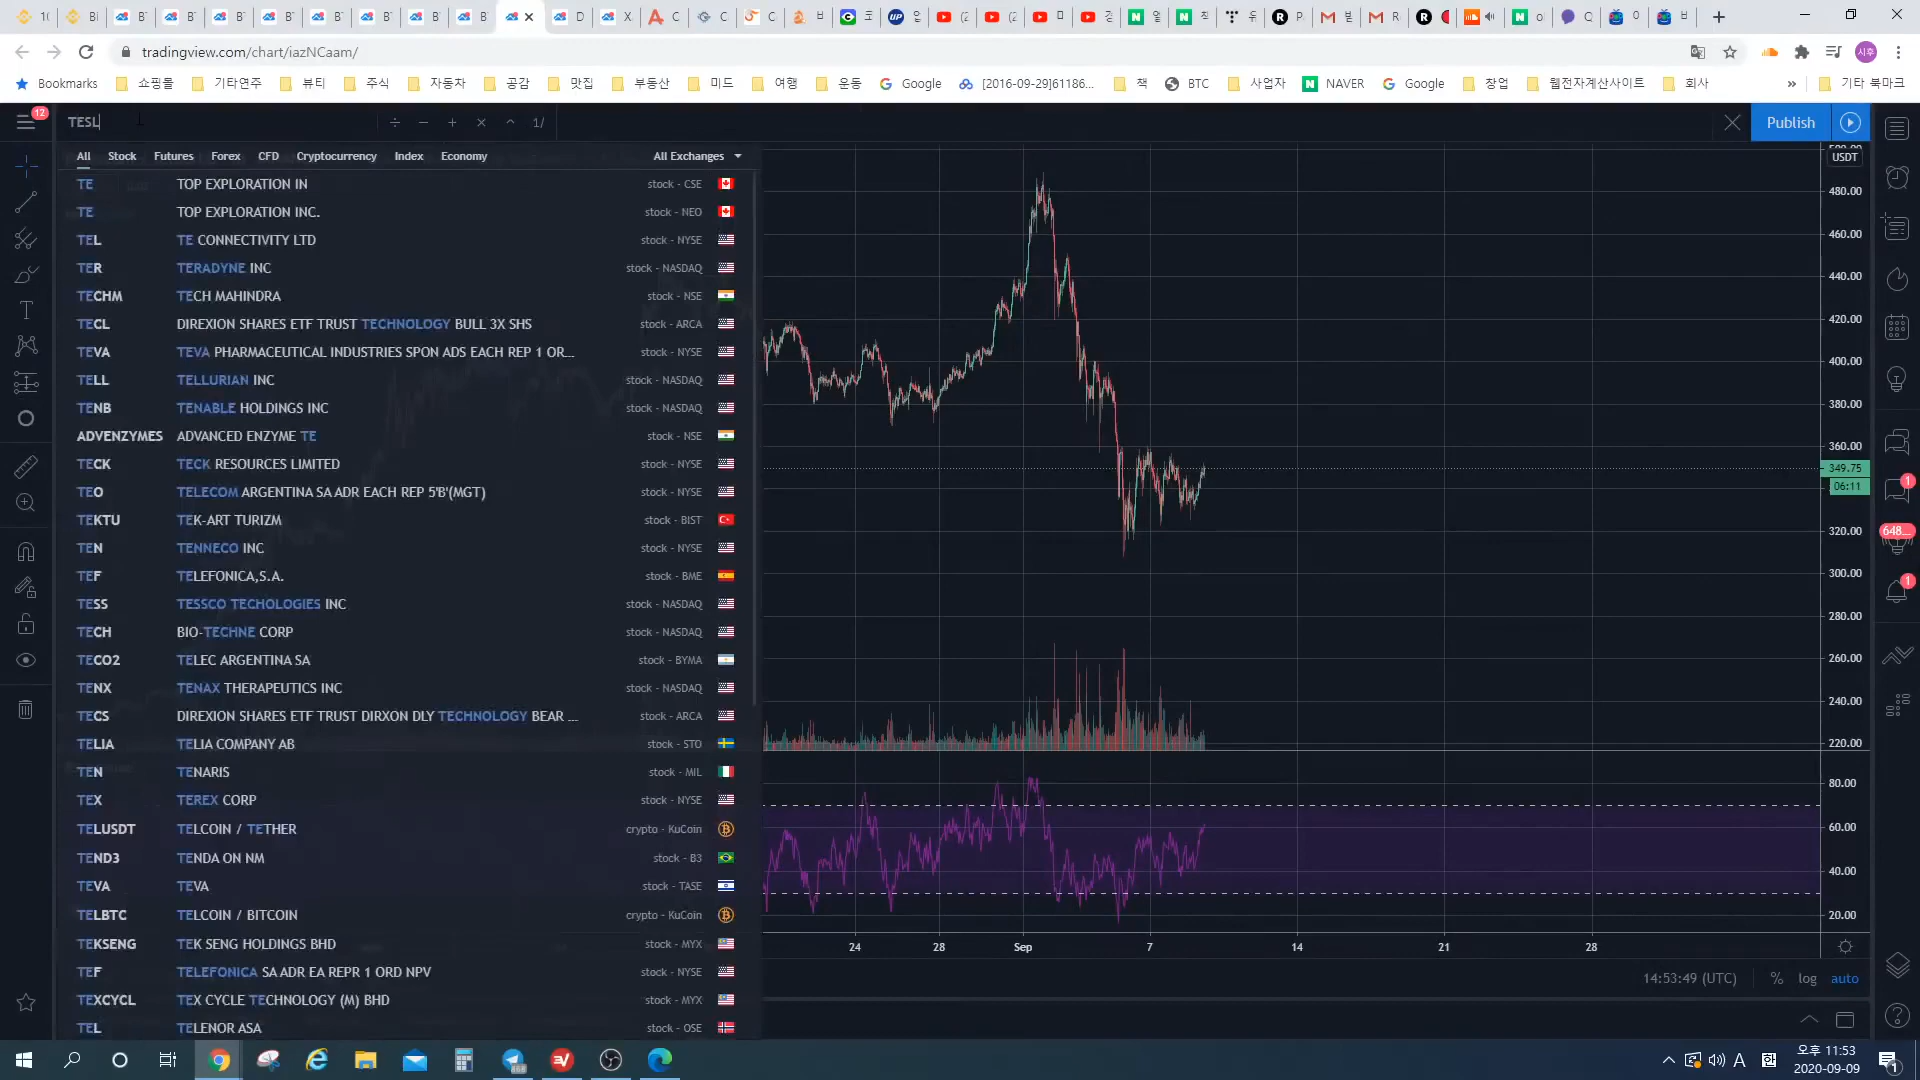 tradingview.com/chart/iazNCaam/
시후
Bookmarks 쇼핑몰 기타연주 뷰티 주식 자동차 공감 맛집 부동산 미드 여행 운동 Google [2016-09-29]61186... 책 BTC 사업자 NAVER Google 창업 웹전자계산사이트 회사 » 기타 북마크
12
TESL ÷ − + × ^ 1/ Publish
All Stock Futures Forex CFD Cryptocurrency Index Economy All Exchanges
TE TOP EXPLORATION IN stock - CSE
TE TOP EXPLORATION INC. stock - NEO
TEL TE CONNECTIVITY LTD stock - NYSE
TER TERADYNE INC stock - NASDAQ
TECHM TECH MAHINDRA stock - NSE
TECL DIREXION SHARES ETF TRUST TECHNOLOGY BULL 3X SHS stock - ARCA
TEVA TEVA PHARMACEUTICAL INDUSTRIES SPON ADS EACH REP 1 OR... stock - NYSE
TELL TELLURIAN INC stock - NASDAQ
TENB TENABLE HOLDINGS INC stock - NASDAQ
ADVENZYMES ADVANCED ENZYME TE stock - NSE
TECK TECK RESOURCES LIMITED stock - NYSE
TEO TELECOM ARGENTINA SA ADR EACH REP 5'B'(MGT) stock - NYSE
TEKTU TEK-ART TURIZM stock - BIST
TEN TENNECO INC stock - NYSE
TEF TELEFONICA,S.A. stock - BME
TESS TESSCO TECHOLOGIES INC stock - NASDAQ
TECH BIO-TECHNE CORP stock - NASDAQ
TECO2 TELEC ARGENTINA SA stock - BYMA
TENX TENAX THERAPEUTICS INC stock - NASDAQ
TECS DIREXION SHARES ETF TRUST DIRXON DLY TECHNOLOGY BEAR ... stock - ARCA
TELIA TELIA COMPANY AB stock - STO
TEN TENARIS stock - MIL
TEX TEREX CORP stock - NYSE
TELUSDT TELCOIN / TETHER crypto - KuCoin
TEND3 TENDA ON NM stock - B3
TEVA TEVA stock - TASE
TELBTC TELCOIN / BITCOIN crypto - KuCoin
TEKSENG TEK SENG HOLDINGS BHD stock - MYX
TEF TELEFONICA SA ADR EA REPR 1 ORD NPV stock - NYSE
TEXCYCL TEX CYCLE TECHNOLOGY (M) BHD stock - MYX
TEL TELENOR ASA stock - OSE
USDT
480.00
460.00
440.00
420.00
400.00
380.00
360.00
349.75
06:11
320.00
300.00
280.00
260.00
240.00
220.00
80.00
60.00
40.00
20.00
24 28 Sep 7 14 21 28
14:53:49 (UTC) % log auto
1
648...
1
A 오후 11:53
2020-09-09
1